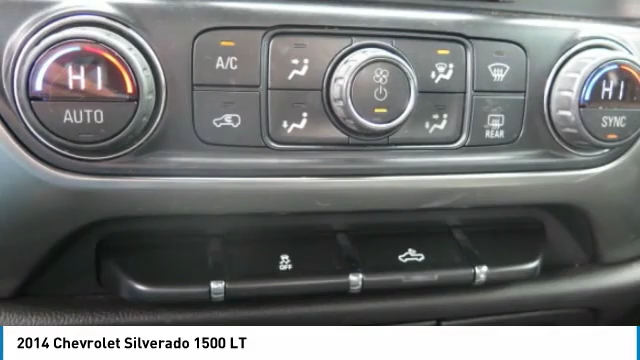 HI
AUTO
A/C
REAR
HI
SYNC
OFF
2014 Chevrolet Silverado 1500 LT